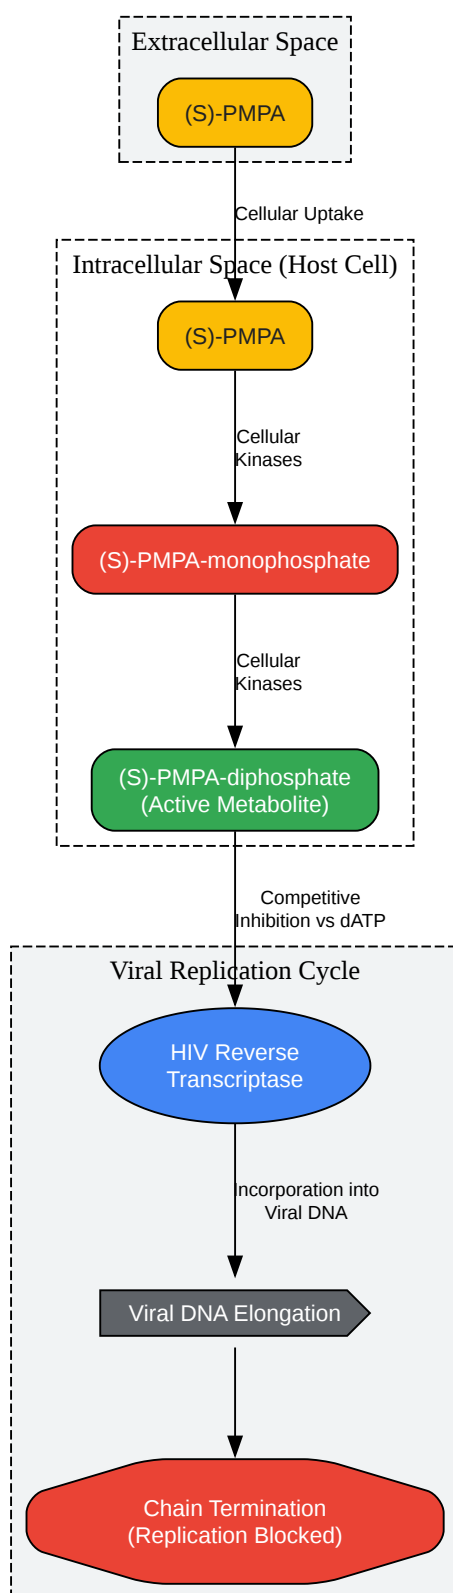 Extracellular Space
(S)-PMPA
Cellular Uptake
Intracellular Space (Host Cell)
(S)-PMPA
Cellular
Kinases
(S)-PMPA-monophosphate
Cellular
Kinases
(S)-PMPA-diphosphate
(Active Metabolite)
Competitive
Inhibition vs dATP
Viral Replication Cycle
HIV Reverse
Transcriptase
Incorporation into
Viral DNA
Viral DNA Elongation
Chain Termination
(Replication Blocked)